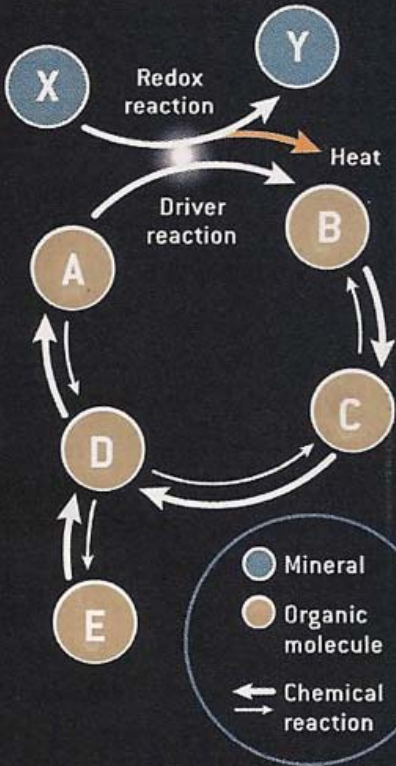 X
Y
Redox
reaction
Heat
Driver
reaction
A
B
C
D
E
Mineral
Organic
molecule
Chemical
reaction